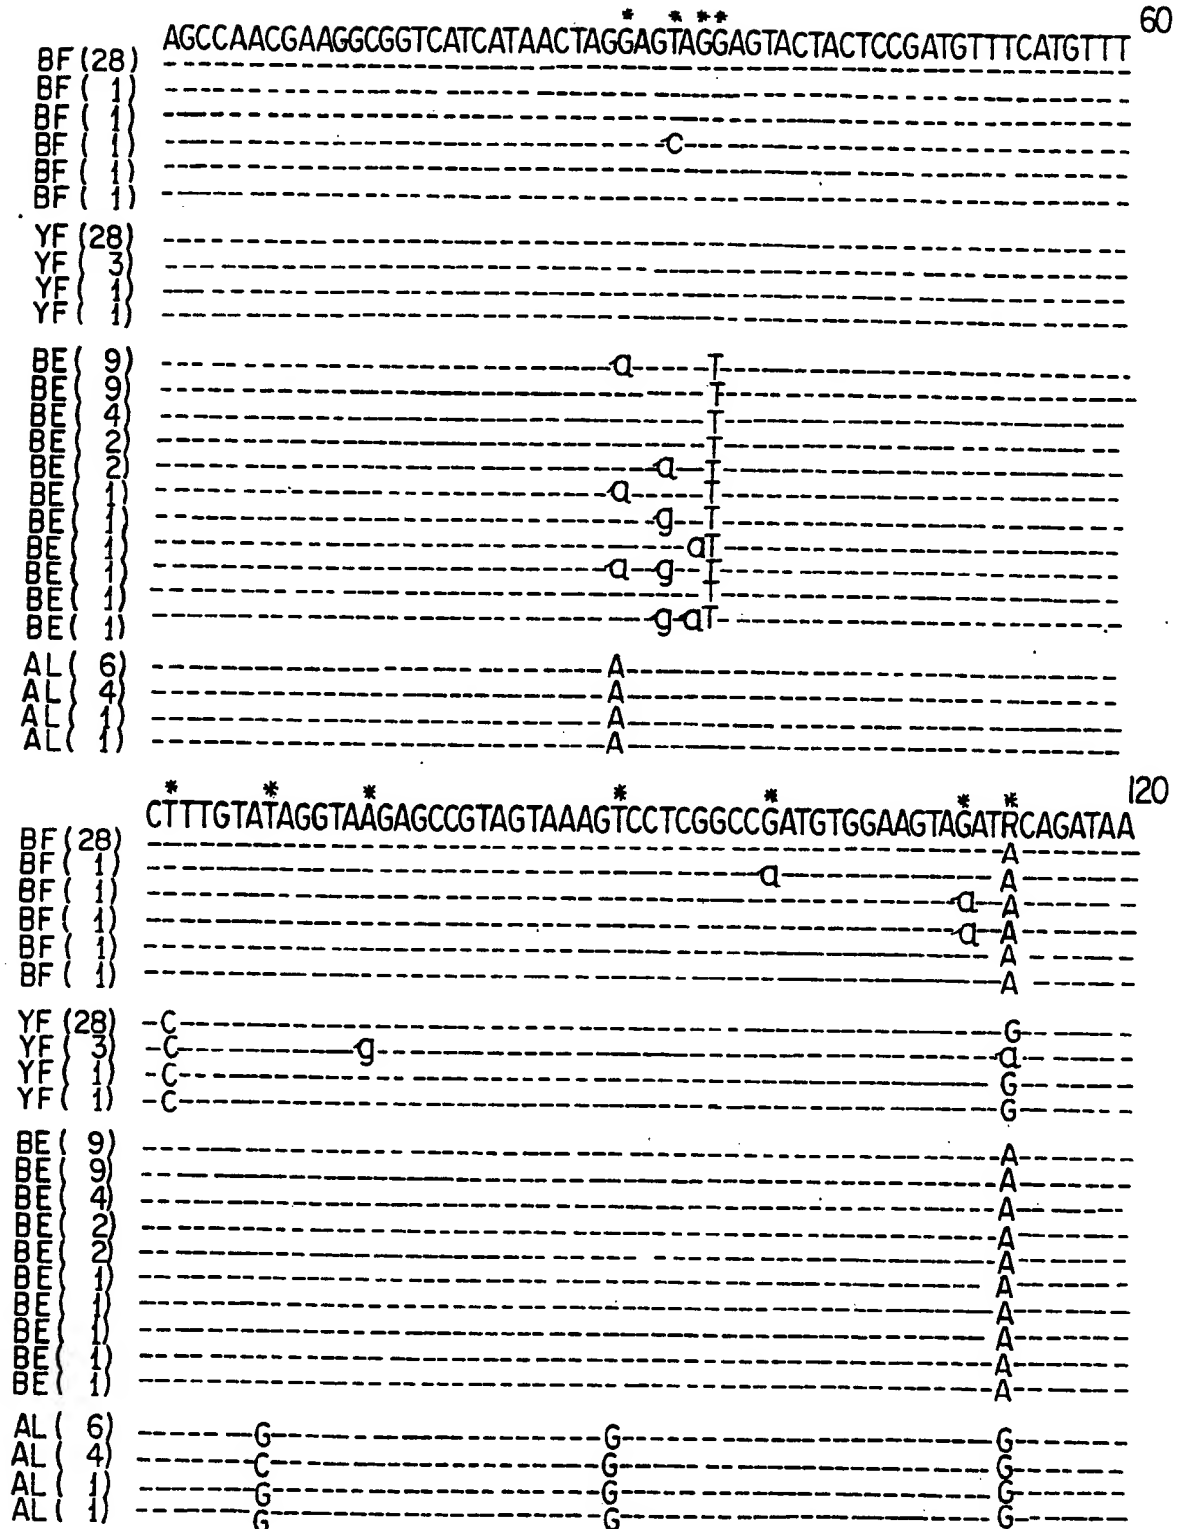 * * * * 60
AGCCAACGAAGGCGGTCATCATAACTAGGAGTAGGAGTACTACTCCGATGTTTCATGTTT
BF (28) ----
BF ( 1) ----
BF ( 1) ----
BF ( 1) ----C----
BF ( 1) ----
BF ( 1) ----
YF (28) ----
YF ( 3) ----
YF ( 1) ----
YF ( 1) ----
BE ( 9) ----a----T----
BE ( 9) ----T----
BE ( 4) ----T----
BE ( 2) ----T----
BE ( 2) ----a--T----
BE ( 1) ----a----T----
BE ( 1) ----g--T----
BE ( 1) ----aT----
BE ( 1) ----a--g--T----
BE ( 1) ----T----
BE ( 1) ----g-aT----
AL ( 6) ----A----
AL ( 4) ----A----
AL ( 1) ----A----
AL ( 1) ----A----
* * * * * * * 120
CTTTGTATAGGTAAGAGCCGTAGTAAAGTCCTCGGCCGATGTGGAAGTAGATRCAGATAA
BF (28) ----A----
BF ( 1) ----a----A----
BF ( 1) ----a--A----
BF ( 1) ----a--A----
BF ( 1) ----A----
BF ( 1) ----A----
YF (28) -C----G----
YF ( 3) -C----g----a----
YF ( 1) -C----G----
YF ( 1) -C----G----
BE ( 9) ----A----
BE ( 9) ----A----
BE ( 4) ----A----
BE ( 2) ----A----
BE ( 2) ----A----
BE ( 1) ----A----
BE ( 1) ----A----
BE ( 1) ----A----
BE ( 1) ----A----
BE ( 1) ----A----
AL ( 6) ----G----G----G----
AL ( 4) ----C----G----G----
AL ( 1) ----G----G----G----
AL ( 1) ----G----G----G----